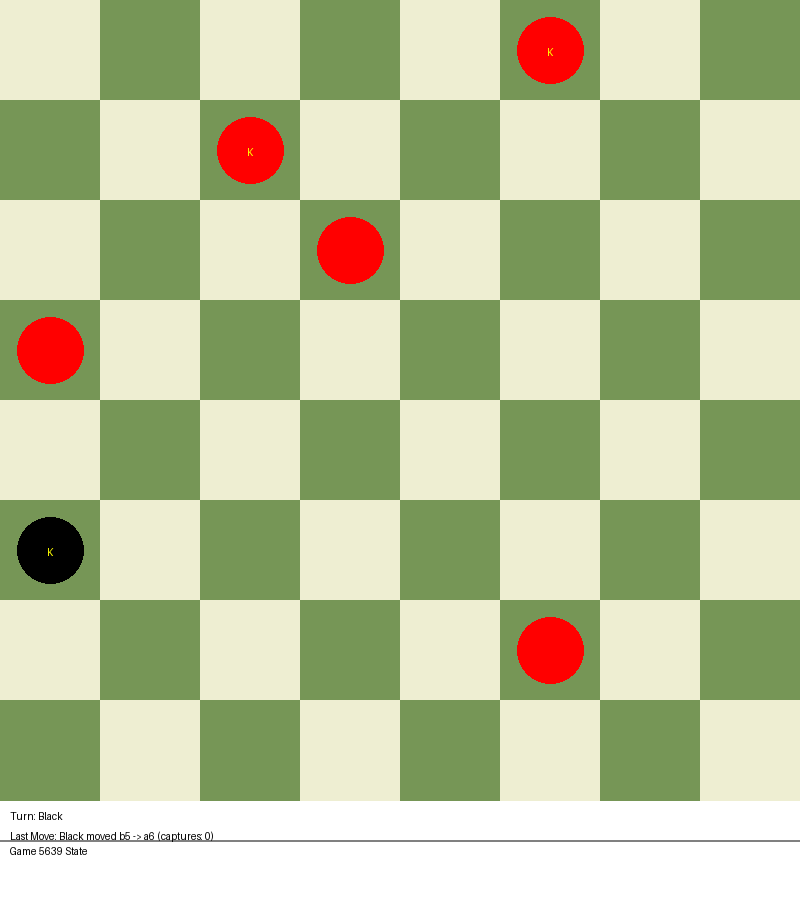 K
K
K
Turn: Black
Last Move: Black moved b5 -> a6 (captures: 0)
Game 5639 State